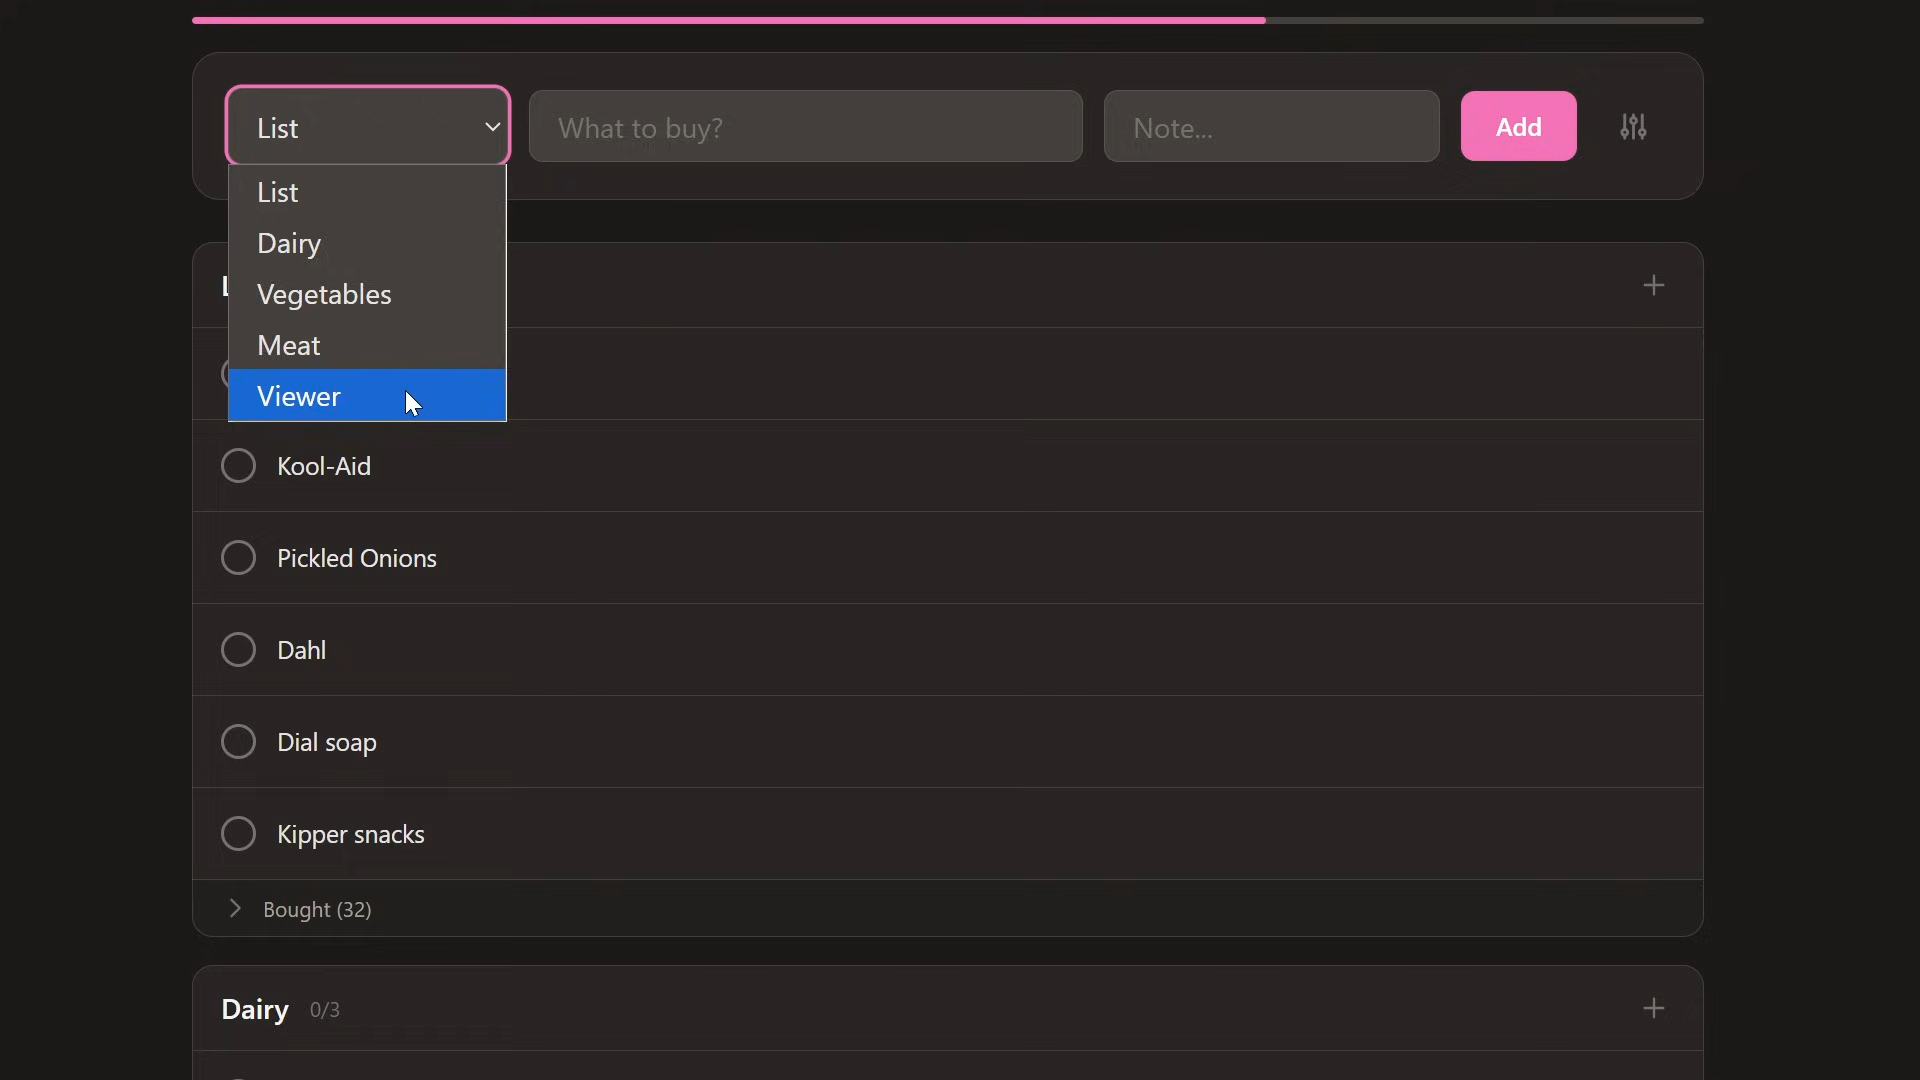 List
What to buy?
Note...
Add
List
Dairy
Vegetables
Meat
Viewer
Kool-Aid
Pickled Onions
Dahl
Dial soap
Kipper snacks
Bought (32)
Dairy 0/3